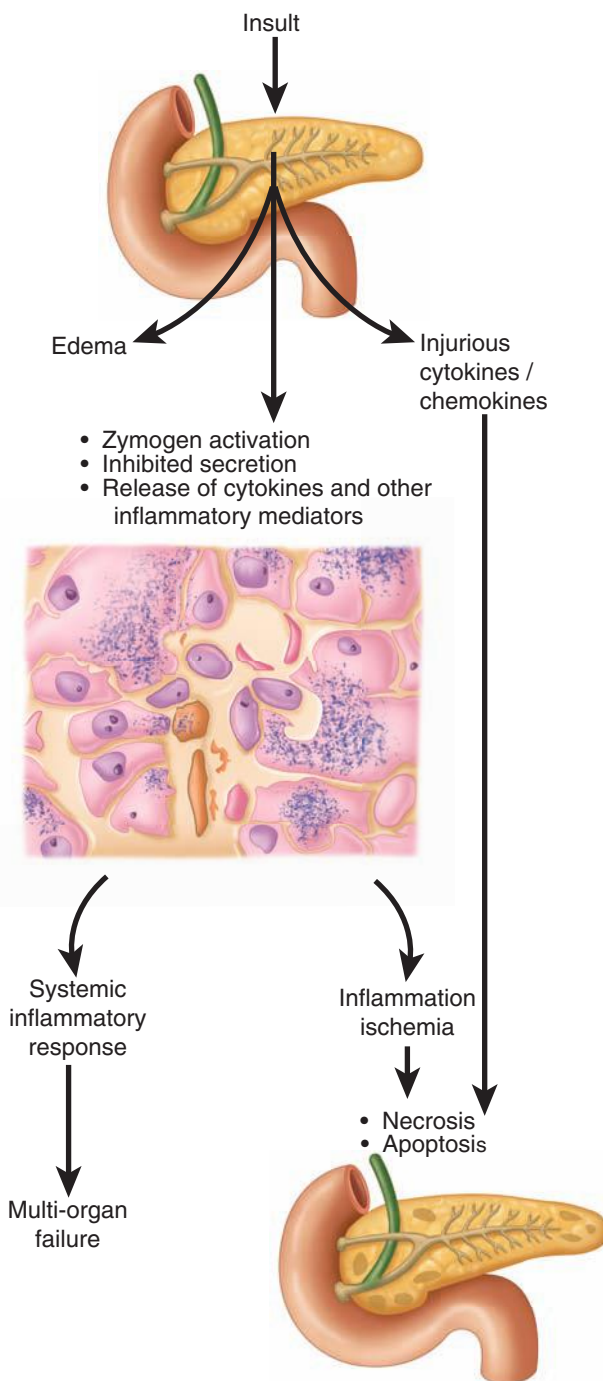 Insult
Edema
Injurious
cytokines /
chemokines
• Zymogen activation
• Inhibited secretion
• Release of cytokines and other
inflammatory mediators
Systemic
inflammatory
response
Inflammation
ischemia
• Necrosis
• Apoptosis
Multi-organ
failure